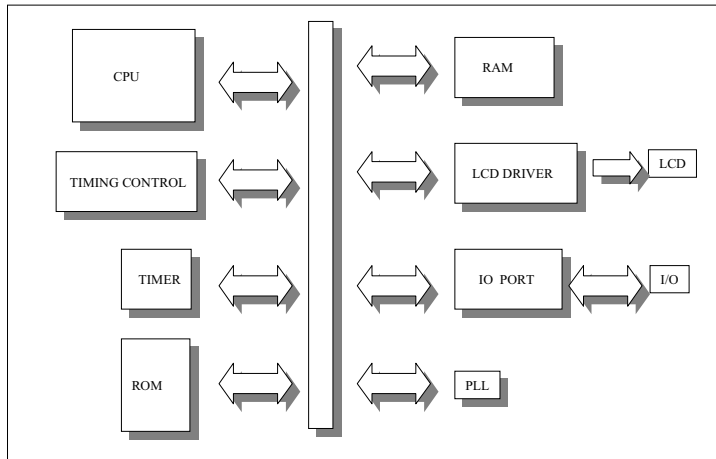 CPU
RAM
TIMING CONTROL
LCD DRIVER
LCD
TIMER
IO PORT
I/O
ROM
PLL